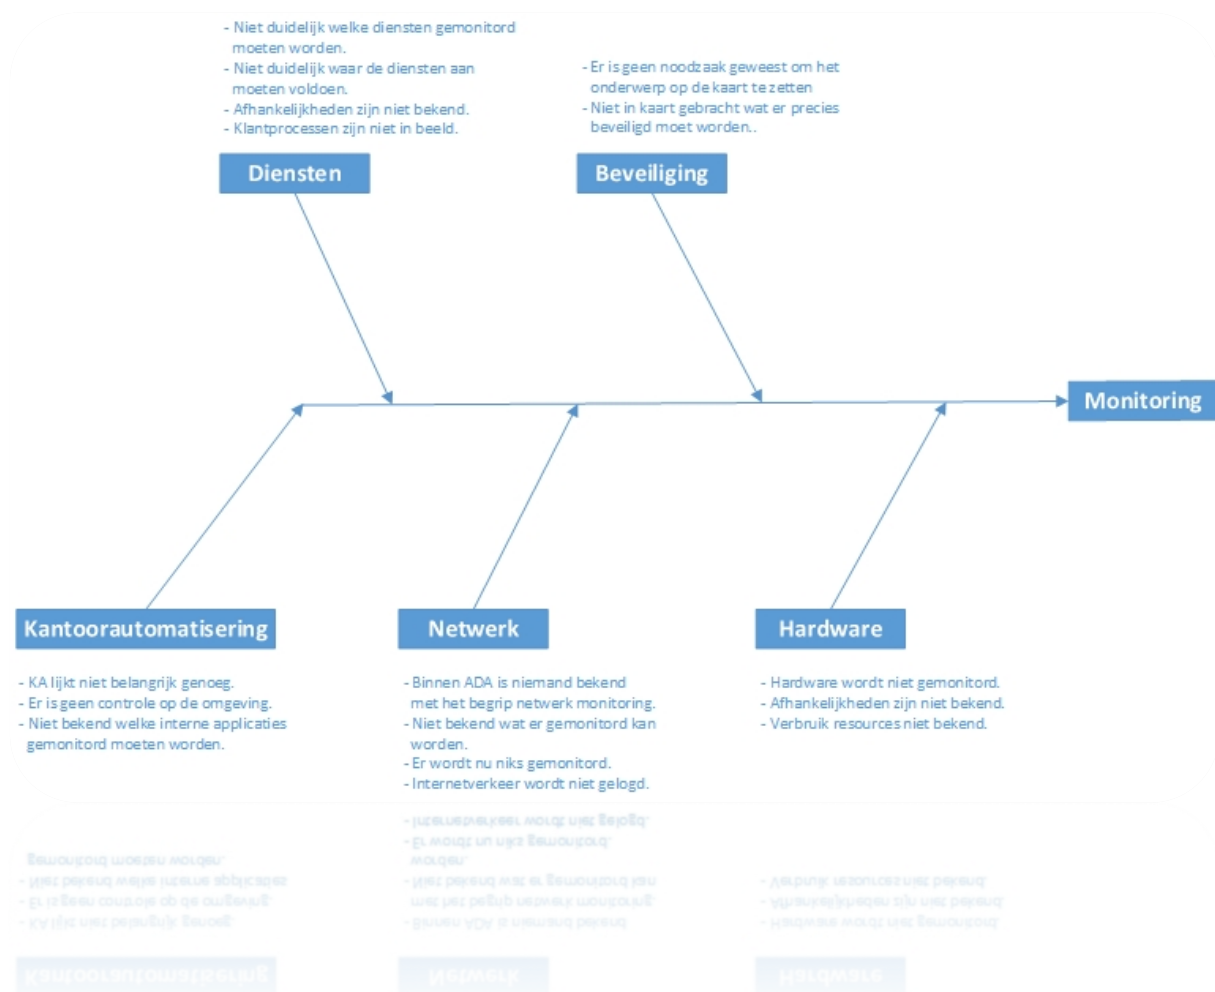 - Niet duidelijk welke diensten gemonitord
moeten worden.
- Niet duidelijk waar de diensten aan
moeten voldoen.
- Afhankelijkheden zijn niet bekend.
- Klantprocessen zijn niet in beeld.
Diensten
- Er is geen noodzaak geweest om het
onderwerp op de kaart te zetten
- Niet in kaart gebracht wat er precies
beveiligd moet worden..
Beveiliging
Monitoring
Kantoorautomatisering
- KA lijkt niet belangrijk genoeg.
- Er is geen controle op de omgeving.
- Niet bekend welke interne applicaties
gemonitord moeten worden.
Netwerk
- Binnen ADA is niemand bekend
met het begrip netwerk monitoring.
- Niet bekend wat er gemonitord kan
worden.
- Er wordt nu niks gemonitord.
- Internetverkeer wordt niet gelogd.
Hardware
- Hardware wordt niet gemonitord.
- Afhankelijkheden zijn niet bekend.
- Verbruik resources niet bekend.